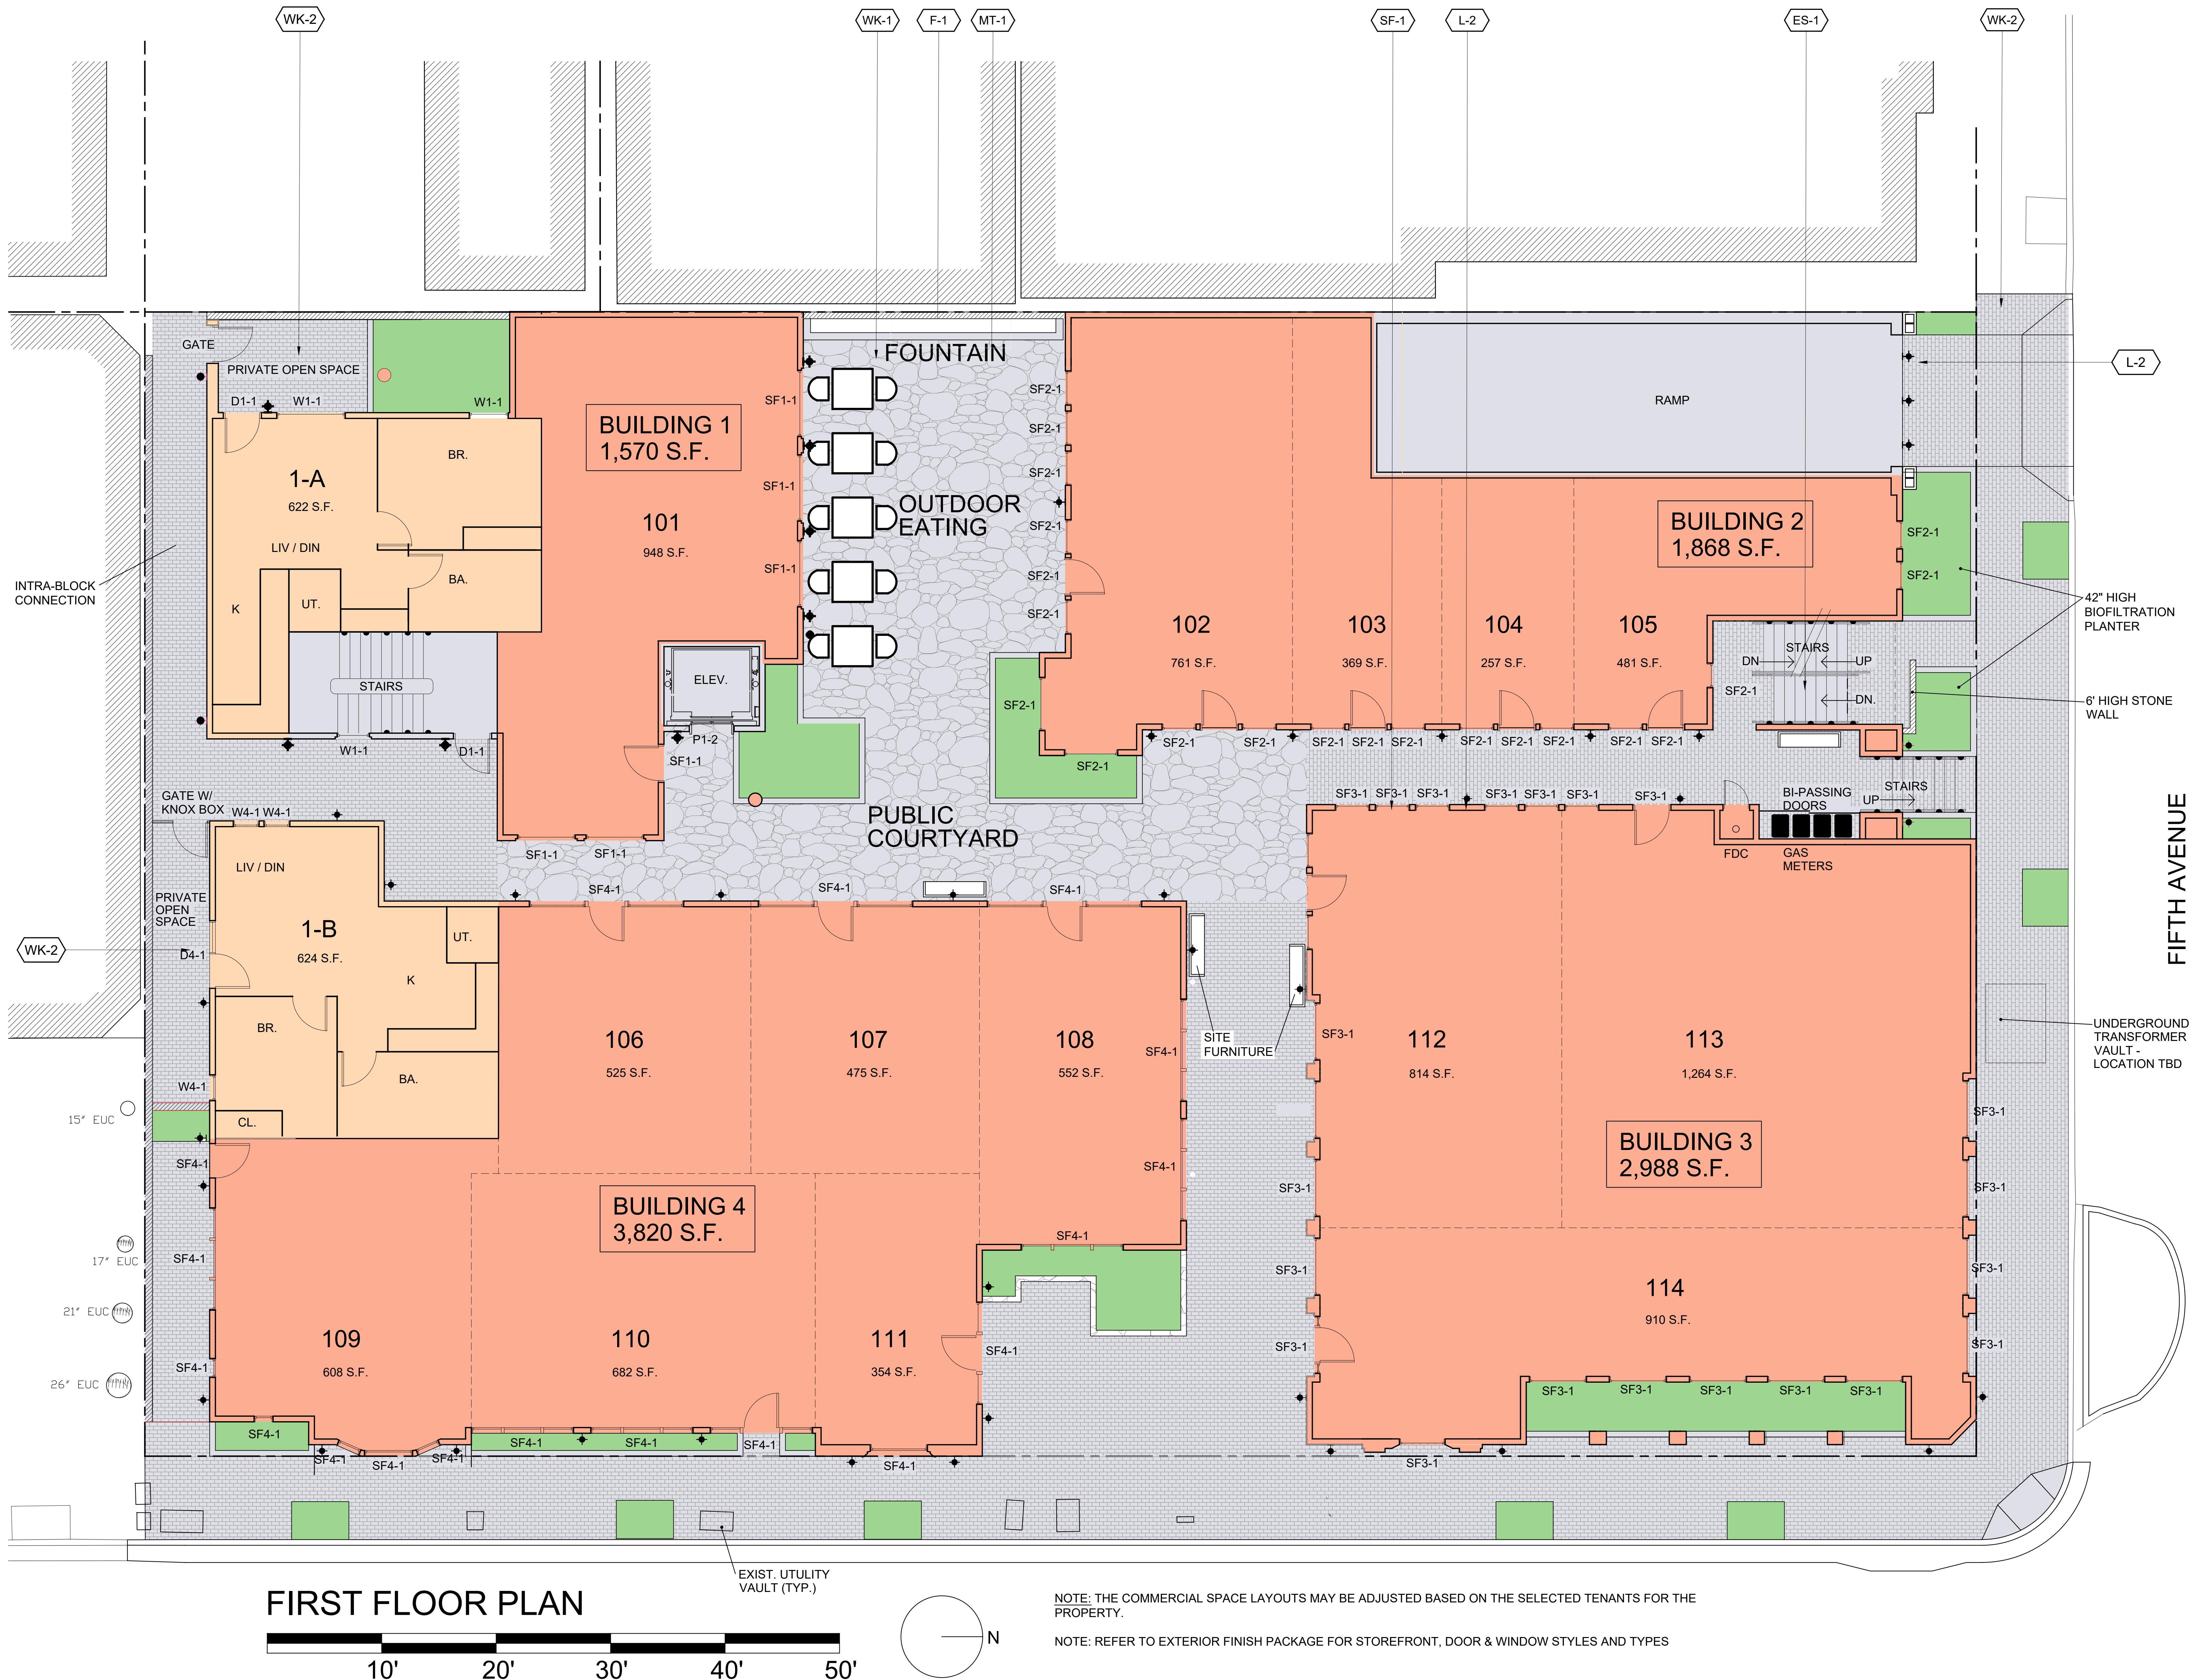 WK-2
WK-1
F-1
MT-1
SF-1
L-2
ES-1
WK-2
GATE
PRIVATE OPEN SPACE
D1-1
W1-1
W1-1
1-A
622 S.F.
LIV / DIN
BR.
BA.
K
UT.
STAIRS
W1-1
D1-1
INTRA-BLOCK
CONNECTION
BUILDING 1
1,570 S.F.
101
948 S.F.
SF1-1
SF1-1
SF1-1
ELEV.
P1-2
SF1-1
SF1-1
SF1-1
FOUNTAIN
OUTDOOR
EATING
PUBLIC
COURTYARD
SF2-1
SF2-1
SF2-1
SF2-1
SF2-1
SF2-1
SF2-1
SF2-1
RAMP
L-2
BUILDING 2
1,868 S.F.
SF2-1
SF2-1
102
761 S.F.
103
369 S.F.
104
257 S.F.
105
481 S.F.
SF2-1
SF2-1
SF2-1
SF2-1
SF2-1
SF2-1
SF2-1
SF2-1
SF2-1
SF2-1
SF2-1
STAIRS
DN
UP
DN.
42" HIGH
BIOFILTRATION
PLANTER
6' HIGH STONE
WALL
STAIRS
UP
BI-PASSING
DOORS
FDC
GAS
METERS
SF3-1
SF3-1
SF3-1
SF3-1
SF3-1
SF3-1
SF3-1
GATE W/
KNOX BOX
W4-1
W4-1
LIV / DIN
PRIVATE
OPEN
SPACE
WK-2
D4-1
1-B
624 S.F.
UT.
K
BR.
BA.
W4-1
CL.
SF4-1
SF4-1
SF4-1
106
525 S.F.
107
475 S.F.
108
552 S.F.
SF4-1
SF4-1
SF4-1
SITE
FURNITURE
BUILDING 4
3,820 S.F.
109
608 S.F.
110
682 S.F.
111
354 S.F.
SF4-1
SF4-1
SF4-1
SF4-1
SF4-1
SF4-1
SF4-1
SF4-1
SF4-1
SF4-1
SF4-1
SF4-1
15" EUC
17" EUC
21" EUC
26" EUC
112
814 S.F.
113
1,264 S.F.
BUILDING 3
2,988 S.F.
114
910 S.F.
SF3-1
SF3-1
SF3-1
SF3-1
SF3-1
SF3-1
SF3-1
SF3-1
SF3-1
SF3-1
SF3-1
SF3-1
SF3-1
SF3-1
FIFTH AVENUE
UNDERGROUND
TRANSFORMER
VAULT -
LOCATION TBD
EXIST. UTULITY
VAULT (TYP.)
FIRST FLOOR PLAN
10'
20'
30'
40'
50'
N
NOTE: THE COMMERCIAL SPACE LAYOUTS MAY BE ADJUSTED BASED ON THE SELECTED TENANTS FOR THE
PROPERTY.
NOTE: REFER TO EXTERIOR FINISH PACKAGE FOR STOREFRONT, DOOR & WINDOW STYLES AND TYPES